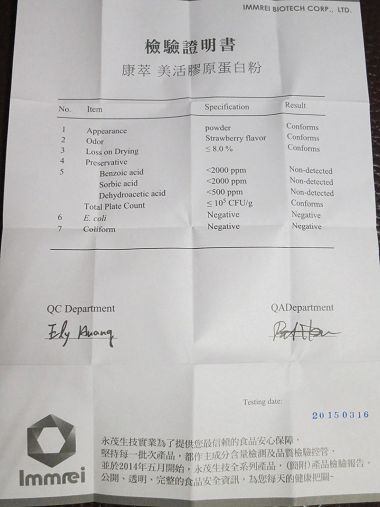 IMMREI BIOTECH CORP., LTD.
檢驗證明書
康萃 美活膠原蛋白粉
No. Item Specification Result
1 Appearance powder Conforms
2 Odor Strawberry flavor Conforms
3 Loss on Drying ≤ 8.0 % Conforms
4 Preservative
5 Benzoic acid <2000 ppm Non-detected
Sorbic acid <2000 ppm Non-detected
Dehydroacetic acid <500 ppm Non-detected
Total Plate Count ≤ 10⁵ CFU/g Conforms
6 E. coli Negative Negative
7 Coliform Negative Negative
QC Department QADepartment
Huang
Testing date:
20150316
Immrei
永茂生技實業為了提供您最信賴的食品安心保障，
堅持每一批次產品，都作主成分含量檢測及品質檢驗控管，
並於2014年五月開始，永茂生技全系列產品，(隨附)產品檢驗報告，
公開、透明、完整的食品安全資訊，為您每天的健康把關~